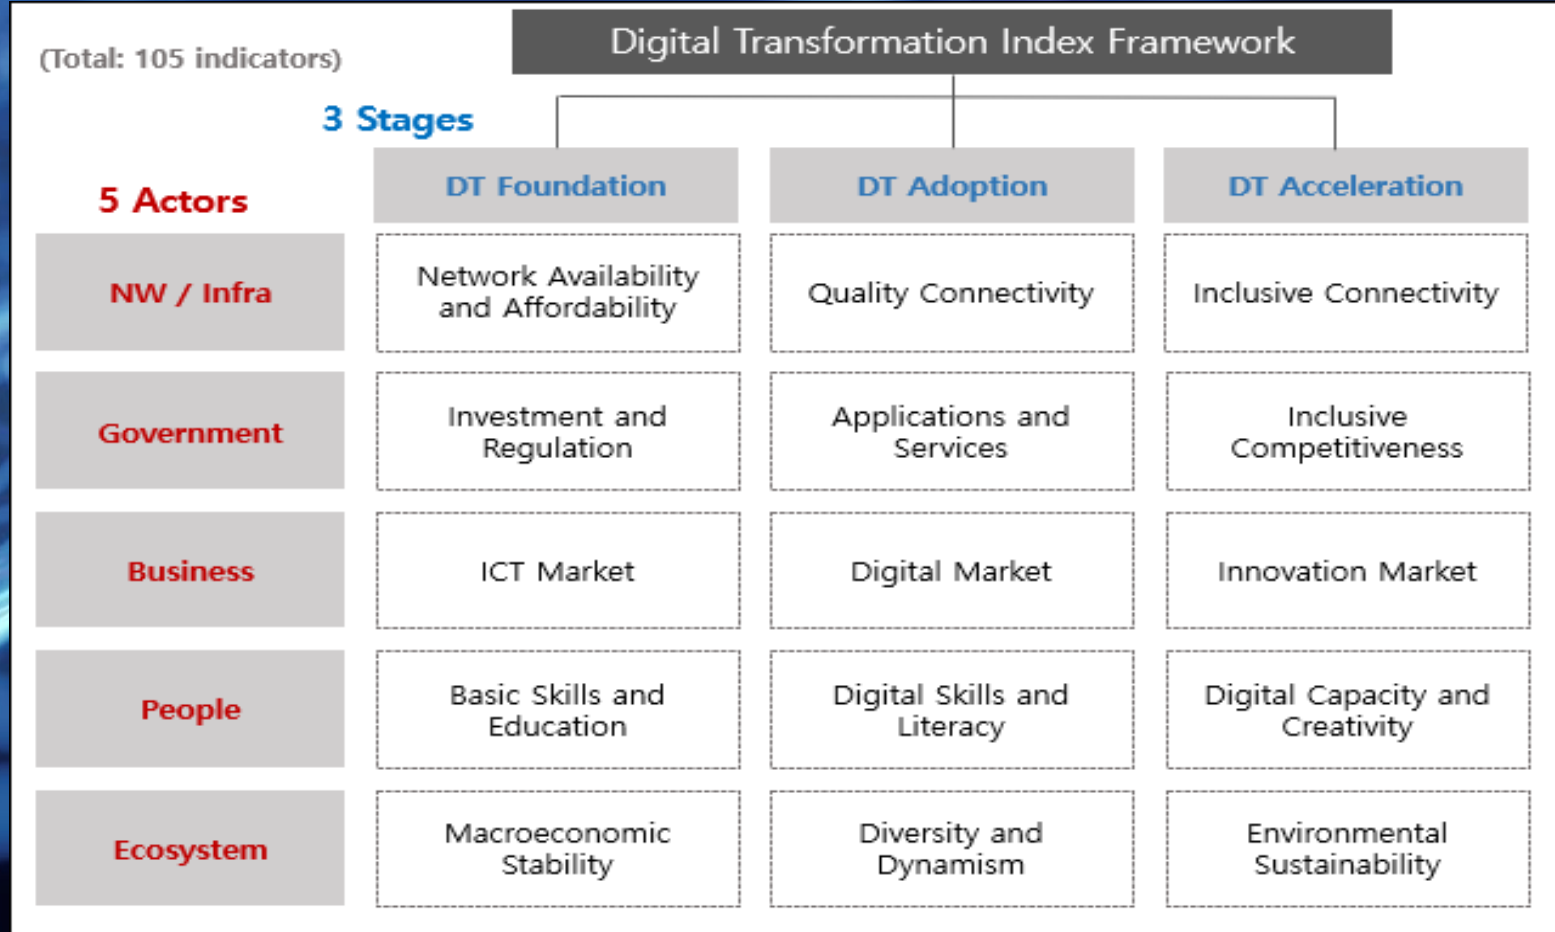 Digital Transformation Index Framework
(Total: 105 indicators)
3 Stages
5 Actors
DT Foundation
DT Adoption
DT Acceleration
NW / Infra
Network Availability
and Affordability
Quality Connectivity
Inclusive Connectivity
Government
Investment and
Regulation
Applications and
Services
Inclusive
Competitiveness
Business
ICT Market
Digital Market
Innovation Market
People
Basic Skills and
Education
Digital Skills and
Literacy
Digital Capacity and
Creativity
Ecosystem
Macroeconomic
Stability
Diversity and
Dynamism
Environmental
Sustainability